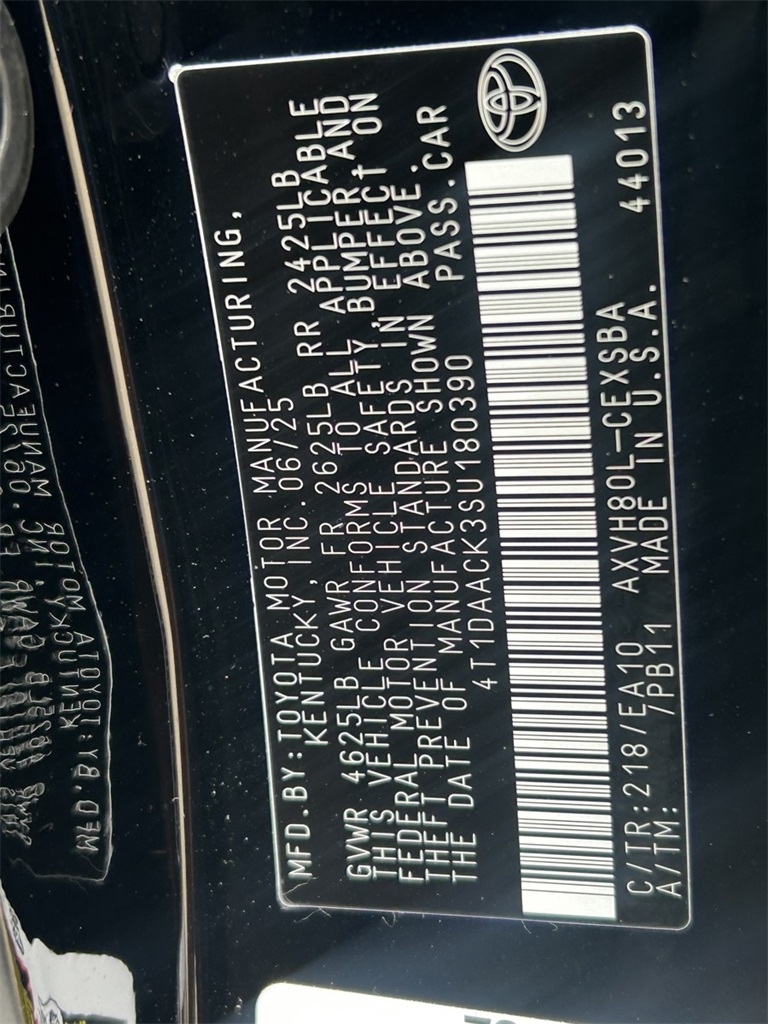 MFD.BY:TOYOTA MOTOR MANUFACTURING,
KENTUCKY,INC.06/25
GVWR 4625LB GAWR FR 2625LB RR 2425LB
THIS VEHICLE CONFORMS TO ALL APPLICABLE
FEDERAL MOTOR VEHICLE SAFETY,BUMPER,AND
THEFT PREVENTION STANDARDS IN EFFECT ON
THE DATE OF MANUFACTURE SHOWN ABOVE.
4T1DAACK3SU180390 PASS.CAR
C/TR:218/EA10 AXVH80L-CEXSBA
A/TM: 7PB11 MADE IN U.S.A. 44013